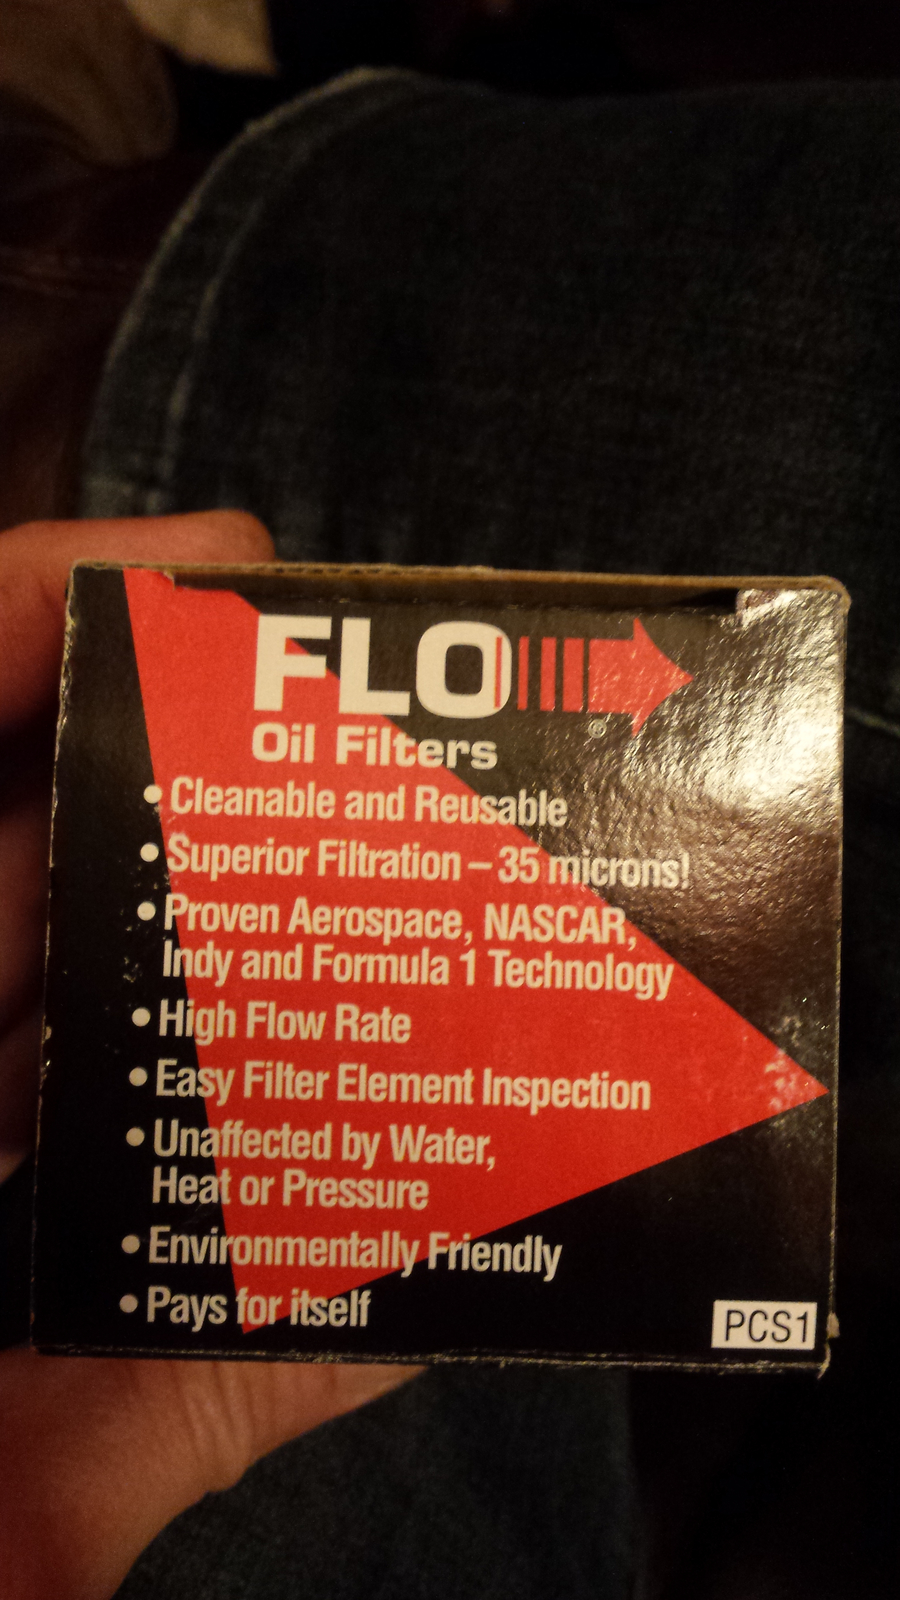 FLO
®
Oil Filters
• Cleanable and Reusable
• Superior Filtration – 35 microns!
• Proven Aerospace, NASCAR,
Indy and Formula 1 Technology
• High Flow Rate
• Easy Filter Element Inspection
• Unaffected by Water,
Heat or Pressure
• Environmentally Friendly
• Pays for itself
PCS1